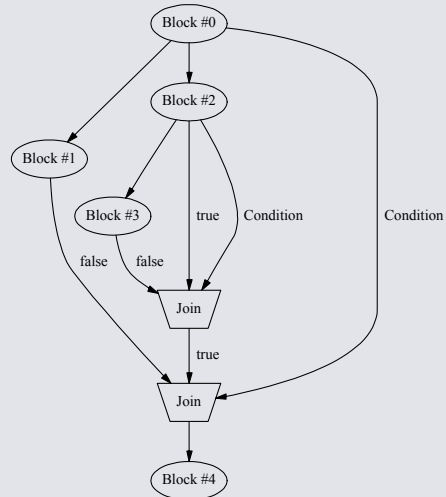 Block #0
Block #2
Block #1
Block #3
true
Condition
Condition
false
false
Join
true
Join
Block #4